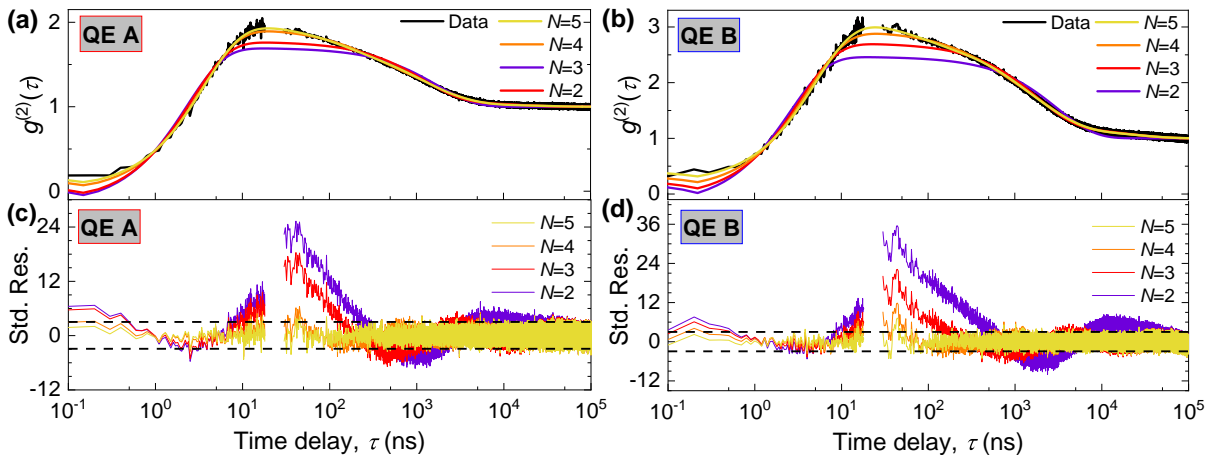 (a)
QE A
Data
N=5
N=4
N=3
N=2
g(2)(τ)
2
1
0
(b)
QE B
Data
N=5
N=4
N=3
N=2
g(2)(τ)
3
2
1
0
(c)
QE A
N=5
N=4
N=3
N=2
Std. Res.
24
12
0
-12
10-1 100 101 102 103 104 105
Time delay, τ (ns)
(d)
QE B
N=5
N=4
N=3
N=2
Std. Res.
36
24
12
0
-12
10-1 100 101 102 103 104 105
Time delay, τ (ns)